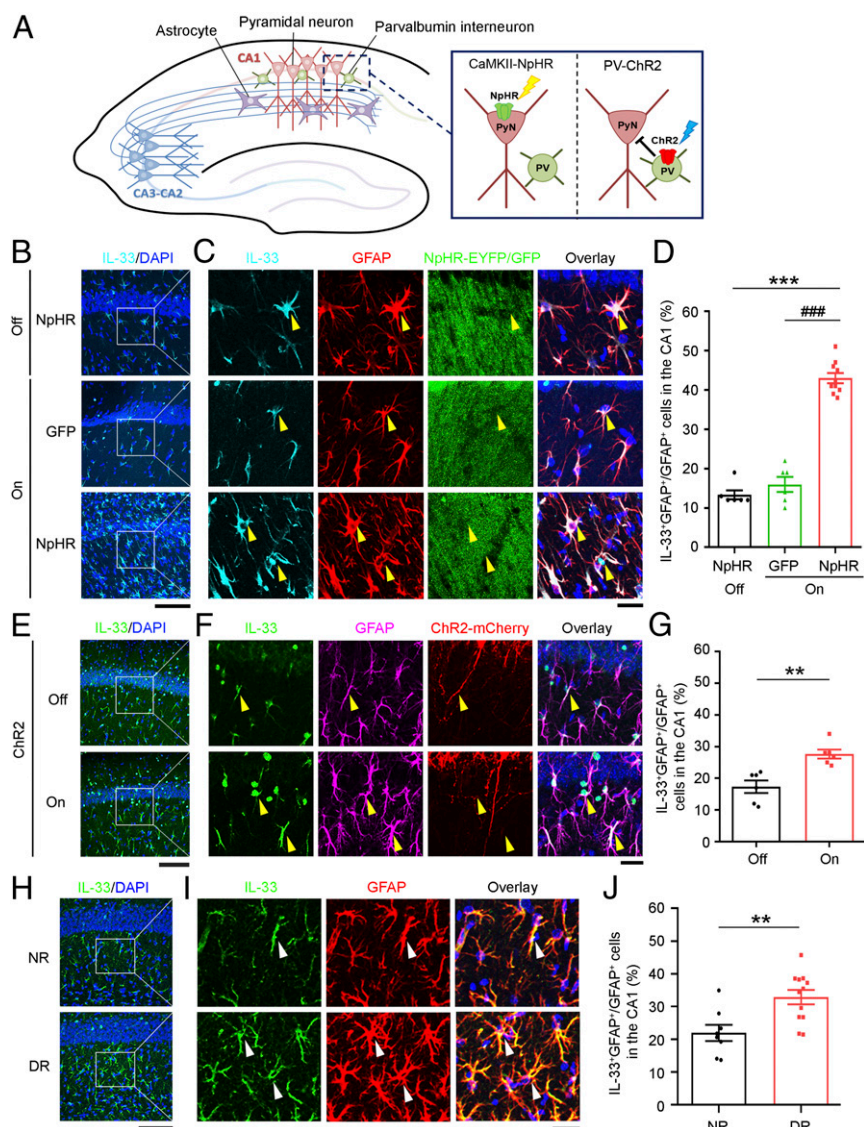 A
Astrocyte
Pyramidal neuron
Parvalbumin interneuron
CA1
CA3-CA2
CaMKII-NpHR
PV-ChR2
NpHR
PyN
PV
PyN
ChR2
PV
B
IL-33/DAPI
Off
NpHR
On
GFP
NpHR
C
IL-33
GFAP
NpHR-EYFP/GFP
Overlay
D
***
###
IL-33⁺GFAP⁺/GFAP⁺ cells in the CA1 (%)
60
50
40
30
20
10
0
NpHR
GFP
NpHR
Off
On
E
IL-33/DAPI
ChR2
Off
On
F
IL-33
GFAP
ChR2-mCherry
Overlay
G
**
IL-33⁺GFAP⁺/GFAP⁺
cells in the CA1 (%)
60
50
40
30
20
10
0
Off
On
H
IL-33/DAPI
NR
DR
I
IL-33
GFAP
Overlay
J
**
IL-33⁺GFAP⁺/GFAP⁺ cells
in the CA1 (%)
60
50
40
30
20
10
0
NR
DR